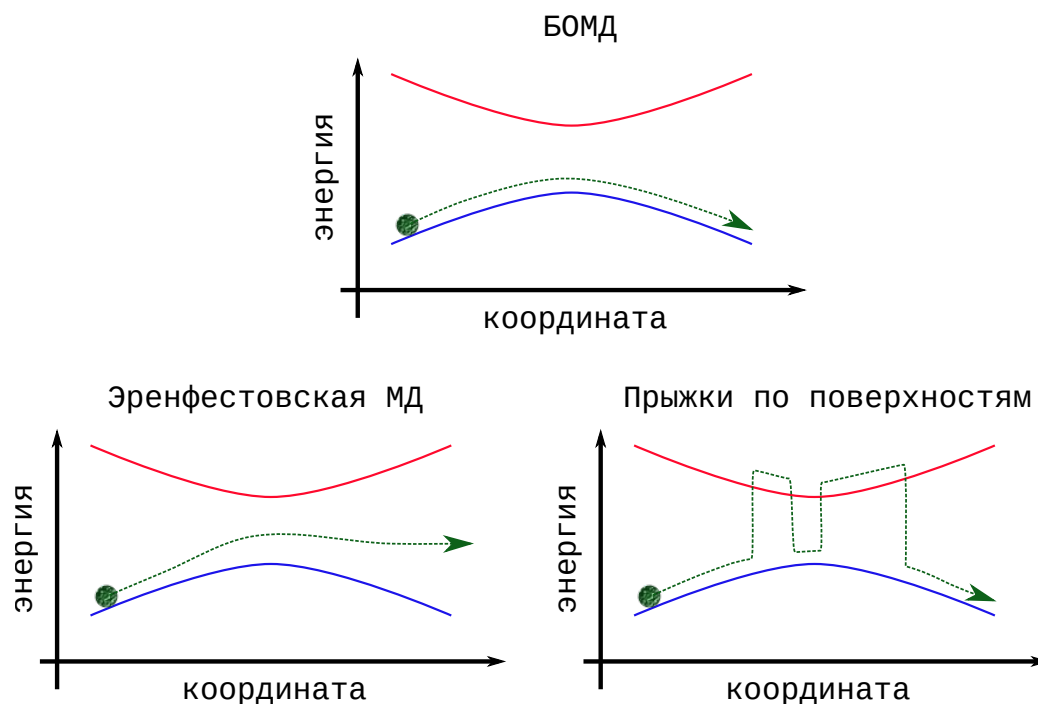 БОМД
энергия
координата
Эренфестовская МД
энергия
координата
Прыжки по поверхностям
энергия
координата